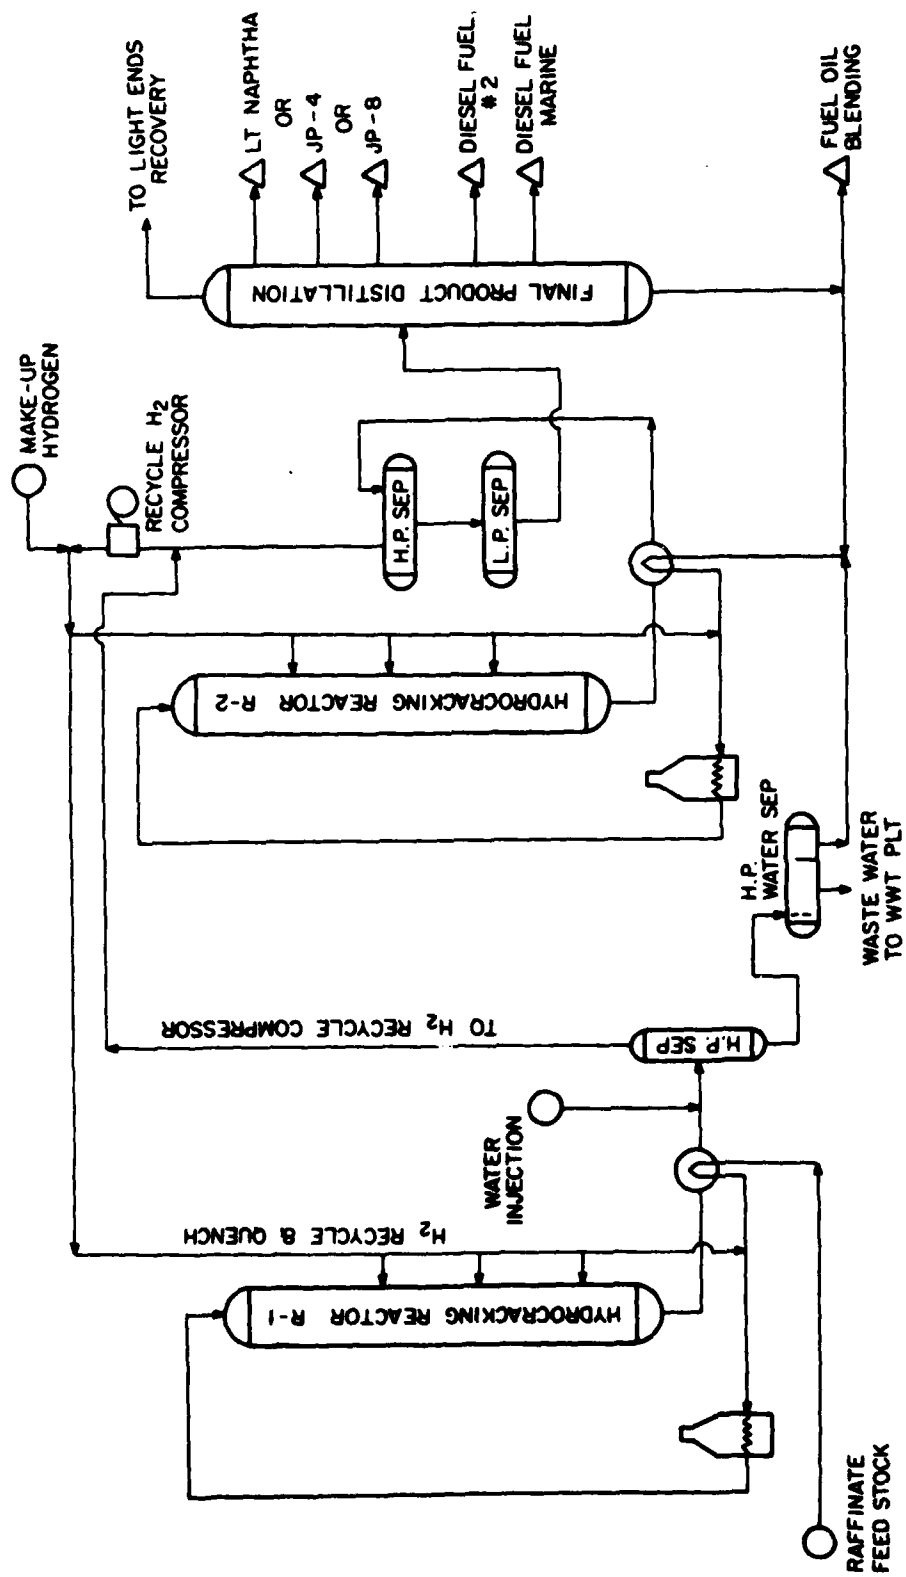 TO LIGHT ENDS
RECOVERY
LT NAPHTHA
OR
JP-4
OR
JP-8
DIESEL FUEL
#2
DIESEL FUEL
MARINE
FUEL OIL
BLENDING
FINAL PRODUCT DISTILLATION
MAKE-UP
HYDROGEN
RECYCLE H2
COMPRESSOR
H.P. SEP
L.P. SEP
HYDROCRACKING REACTOR R-2
H.P.
WATER SEP
WASTE WATER
TO WWT PLT
TO H2 RECYCLE COMPRESSOR
H.P. SEP
WATER
INJECTION
H2 RECYCLE & QUENCH
HYDROCRACKING REACTOR R-1
RAFFINATE
FEED STOCK